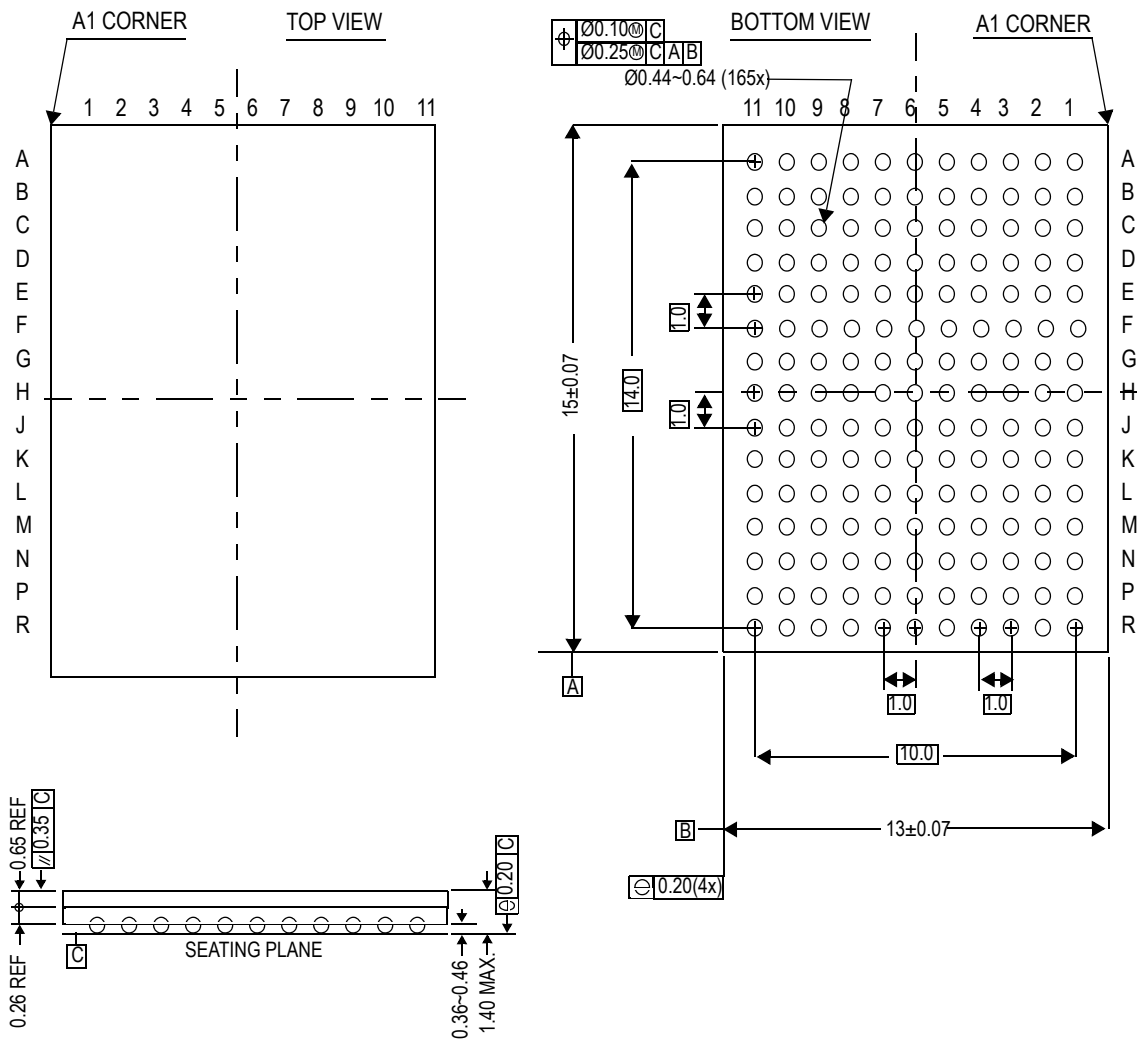 A1 CORNER
TOP VIEW
1 2 3 4 5 6 7 8 9 10 11
A
B
C
D
E
F
G
H
J
K
L
M
N
P
R
Ø0.10Ⓜ C
Ø0.25Ⓜ C A B
BOTTOM VIEW
A1 CORNER
Ø0.44~0.64 (165x)
11 10 9 8 7 6 5 4 3 2 1
A
B
C
D
E
F
G
H
J
K
L
M
N
P
R
15±0.07
14.0
1.0
1.0
A
1.0
1.0
10.0
B
13±0.07
0.20(4x)
0.65 REF
// 0.35 C
0.26 REF
C
SEATING PLANE
0.20 C
0.36~0.46
1.40 MAX.